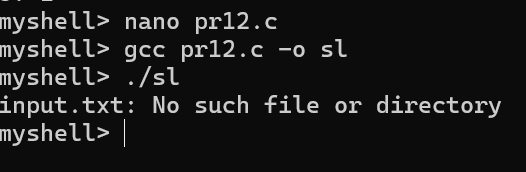 myshell> nano pr12.c
myshell> gcc pr12.c -o sl
myshell> ./sl
input.txt: No such file or directory
myshell>